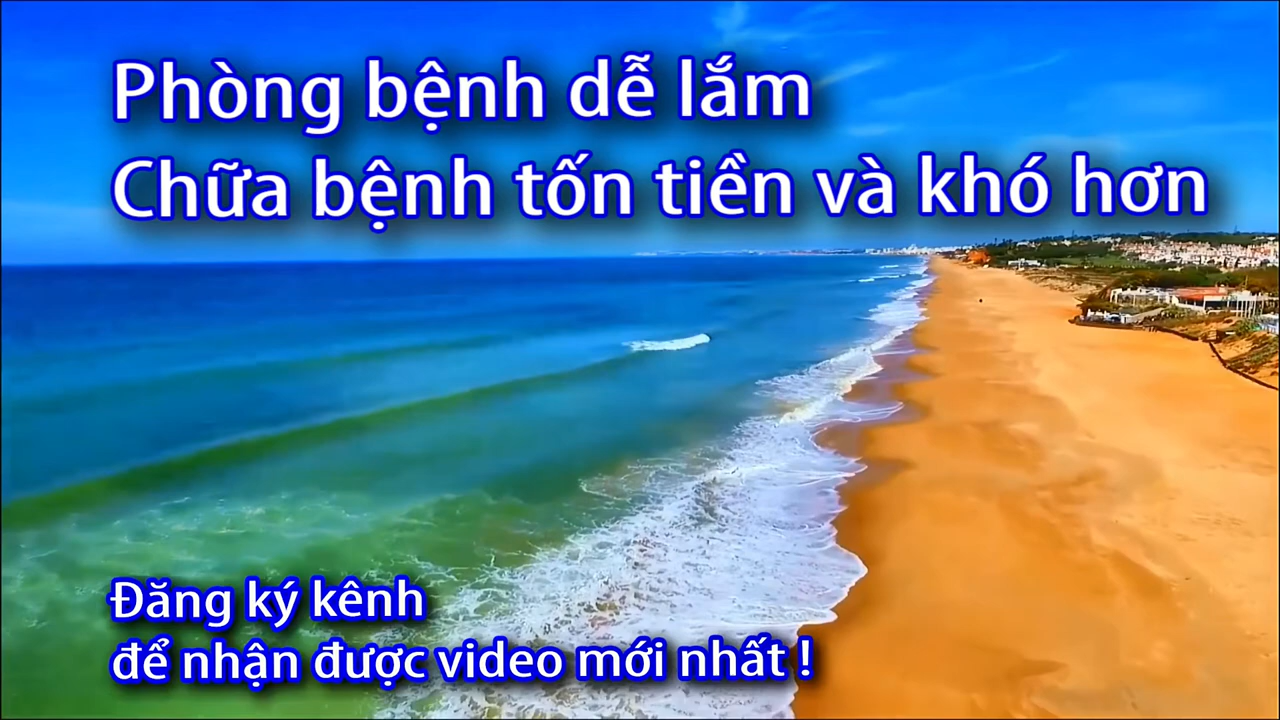 Phòng bệnh dễ lắm
Chữa bệnh tốn tiền và khó hơn
Đăng ký kênh
để nhận được video mới nhất !